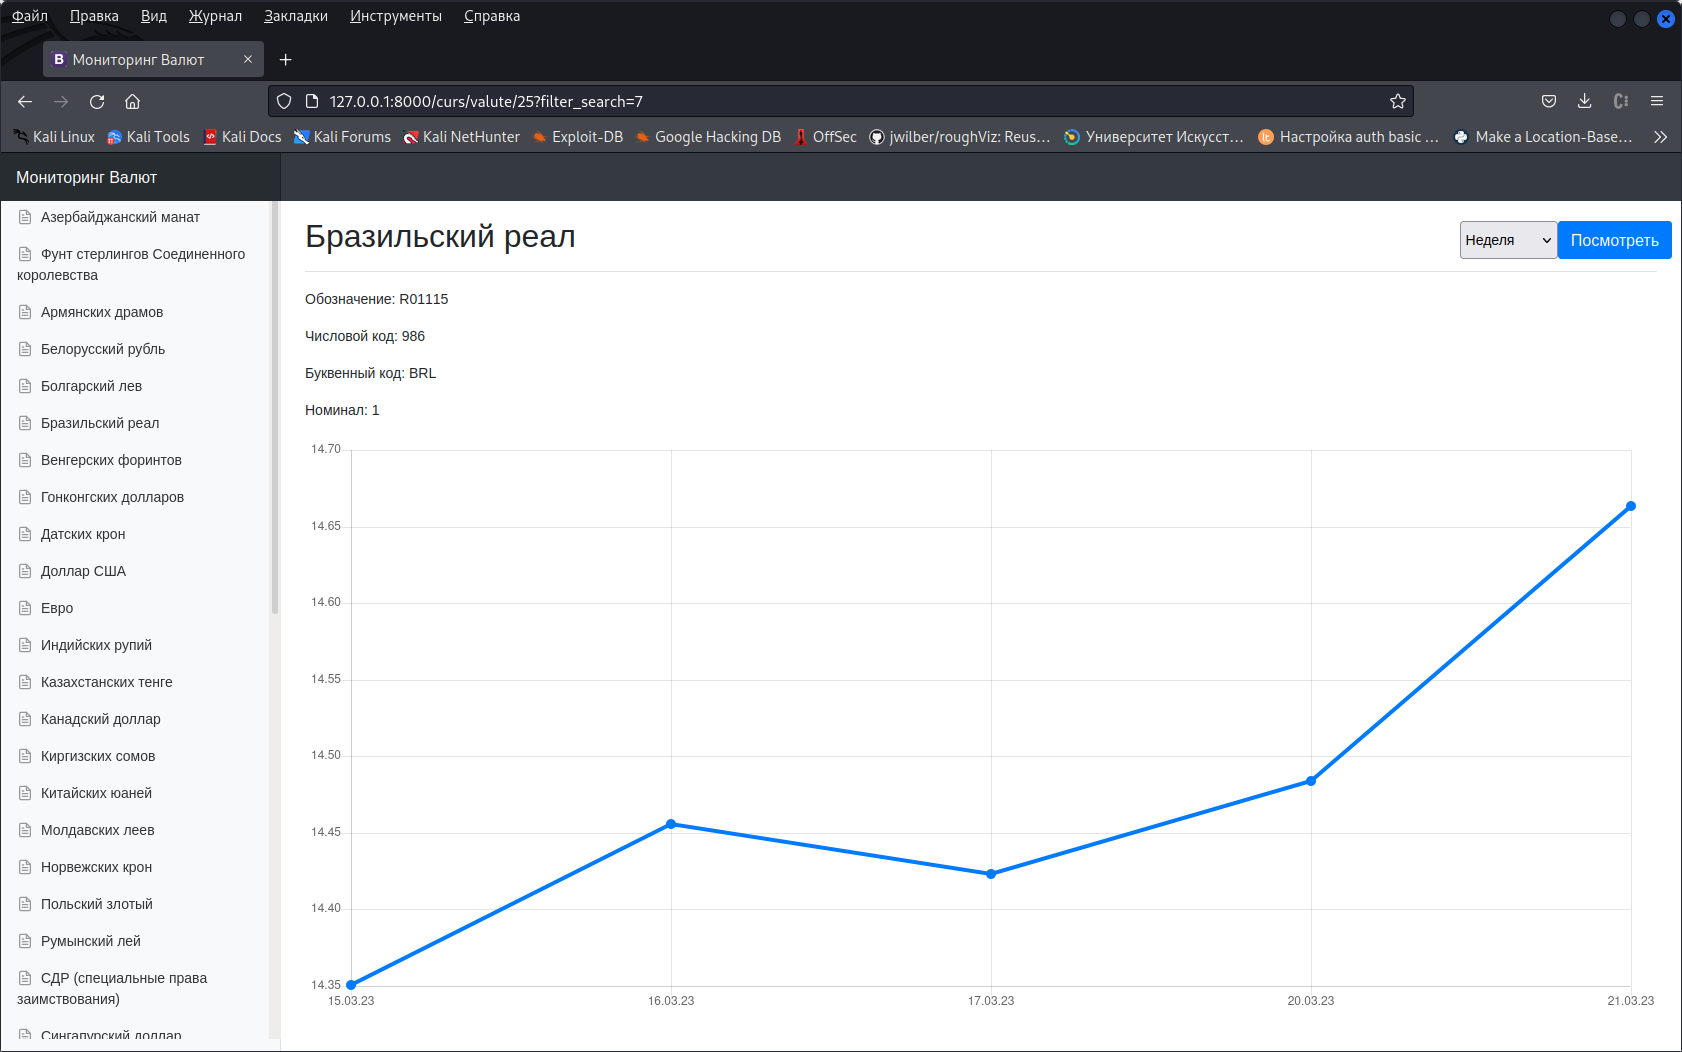 Файл Правка Вид Журнал Закладки Инструменты Справка
B Мониторинг Валют
127.0.0.1:8000/curs/valute/25?filter_search=7
Kali Linux Kali Tools Kali Docs Kali Forums Kali NetHunter Exploit-DB Google Hacking DB OffSec jwilber/roughViz: Reus… Университет Искусст… lt Настройка auth basic … Make a Location-Base…
Мониторинг Валют
Азербайджанский манат
Фунт стерлингов Соединенного
королевства
Армянских драмов
Белорусский рубль
Болгарский лев
Бразильский реал
Венгерских форинтов
Гонконгских долларов
Датских крон
Доллар США
Евро
Индийских рупий
Казахстанских тенге
Канадский доллар
Киргизских сомов
Китайских юаней
Молдавских леев
Норвежских крон
Польский злотый
Румынский лей
СДР (специальные права
заимствования)
Сингапурский доллар
Бразильский реал
Неделя Посмотреть
Обозначение: R01115
Числовой код: 986
Буквенный код: BRL
Номинал: 1
14.70
14.65
14.60
14.55
14.50
14.45
14.40
14.35
15.03.23 16.03.23 17.03.23 20.03.23 21.03.23